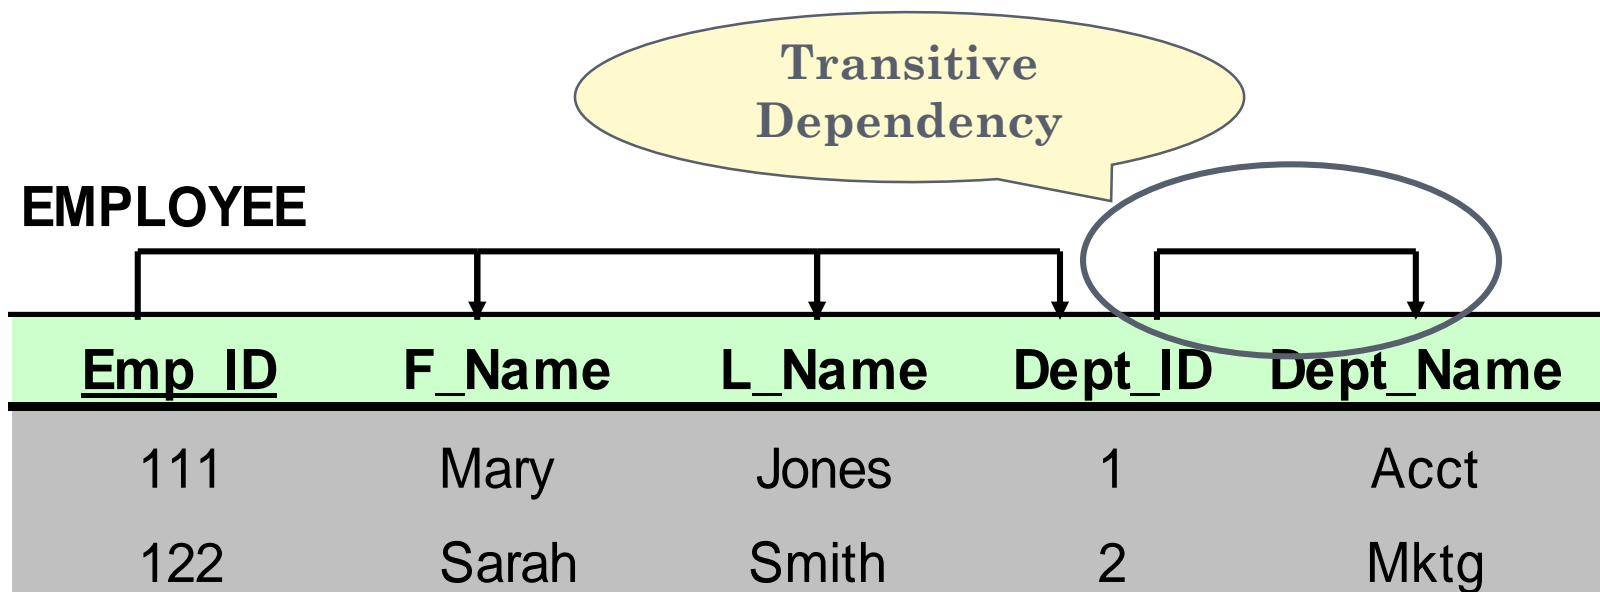 Transitive
Dependency
EMPLOYEE
Emp_ID F_Name L_Name Dept_ID Dept_Name
111 Mary Jones 1 Acct
122 Sarah Smith 2 Mktg